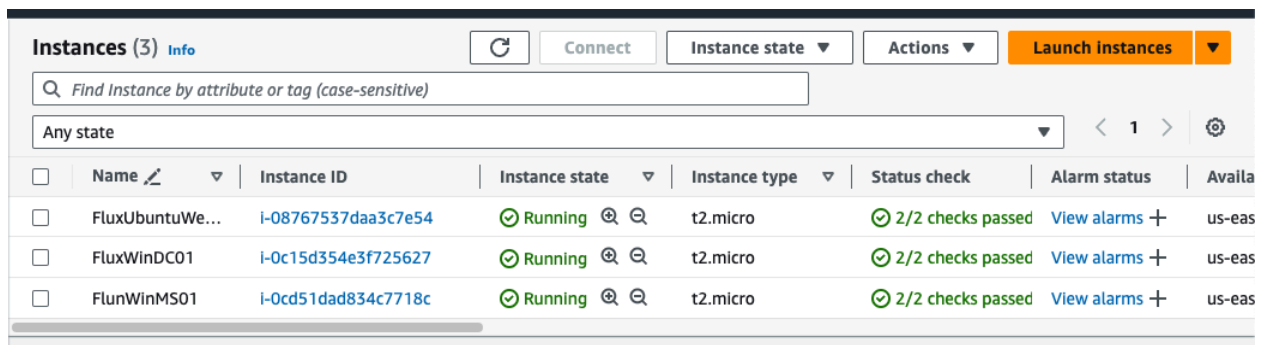 Instances (3) Info Connect Instance state Actions Launch instances
Find Instance by attribute or tag (case-sensitive)
Any state 1
Name Instance ID Instance state Instance type Status check Alarm status Availa
FluxUbuntuWe... i-08767537daa3c7e54 Running t2.micro 2/2 checks passed View alarms us-eas
FluxWinDC01 i-0c15d354e3f725627 Running t2.micro 2/2 checks passed View alarms us-eas
FlunWinMS01 i-0cd51dad834c7718c Running t2.micro 2/2 checks passed View alarms us-eas